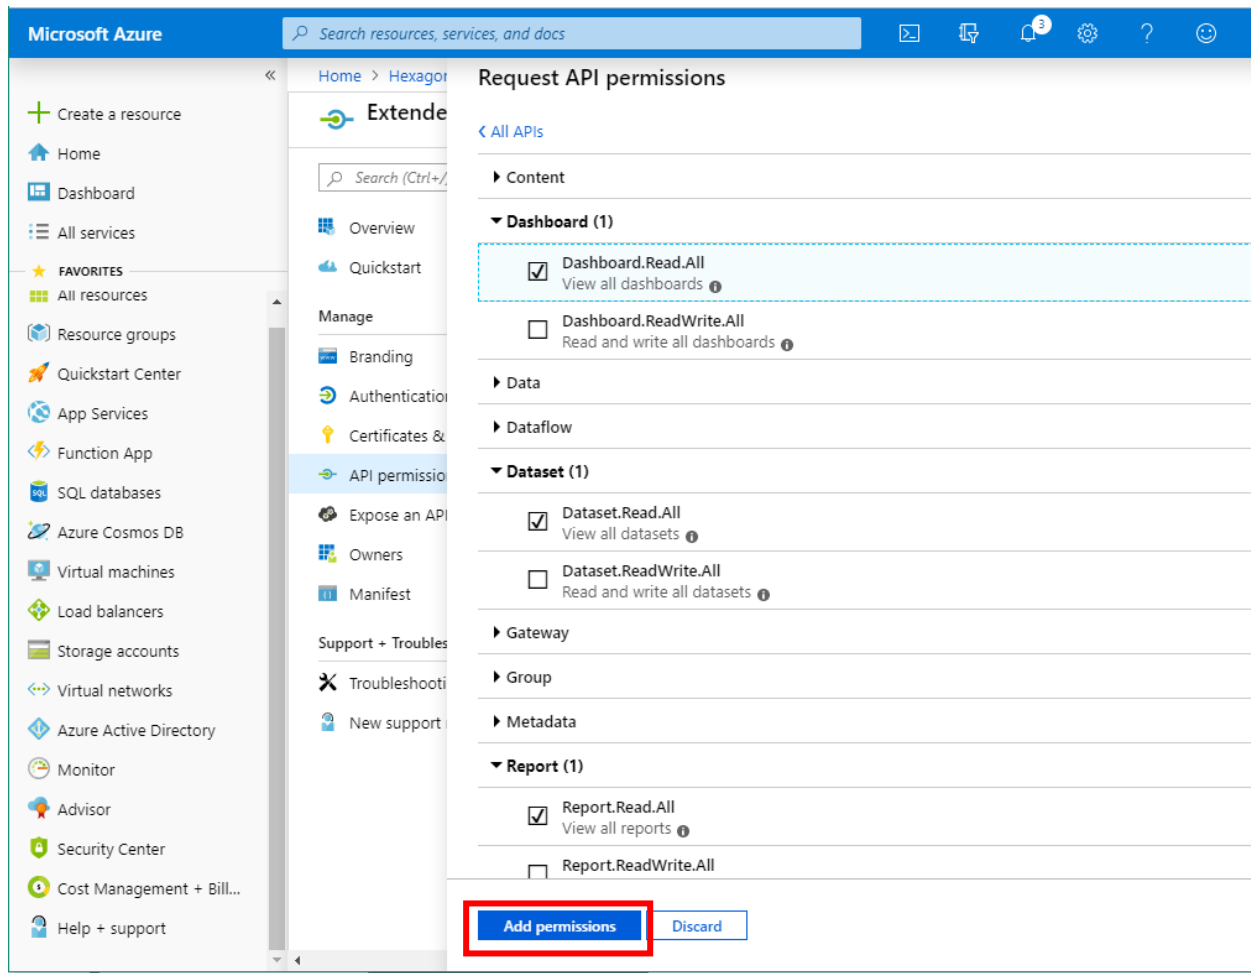 Microsoft Azure
Search resources, services, and docs
3
Create a resource
Home
Dashboard
All services
FAVORITES
All resources
Resource groups
Quickstart Center
App Services
Function App
SQL databases
Azure Cosmos DB
Virtual machines
Load balancers
Storage accounts
Virtual networks
Azure Active Directory
Monitor
Advisor
Security Center
Cost Management + Bill...
Help + support
Home > Hexagon
Extende
Search (Ctrl+/
Overview
Quickstart
Manage
Branding
Authentication
Certificates &
API permissio
Expose an API
Owners
Manifest
Support + Troubles
Troubleshooti
New support
Request API permissions
All APIs
Content
Dashboard (1)
Dashboard.Read.All
View all dashboards
Dashboard.ReadWrite.All
Read and write all dashboards
Data
Dataflow
Dataset (1)
Dataset.Read.All
View all datasets
Dataset.ReadWrite.All
Read and write all datasets
Gateway
Group
Metadata
Report (1)
Report.Read.All
View all reports
Report.ReadWrite.All
Add permissions
Discard